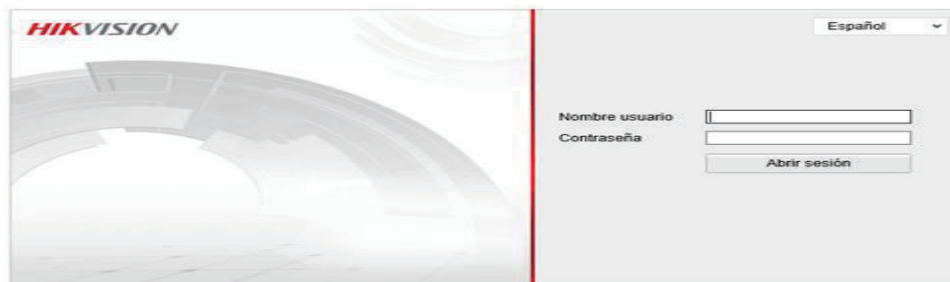 HIKVISION
Español
Nombre usuario
Contraseña
Abrir sesión